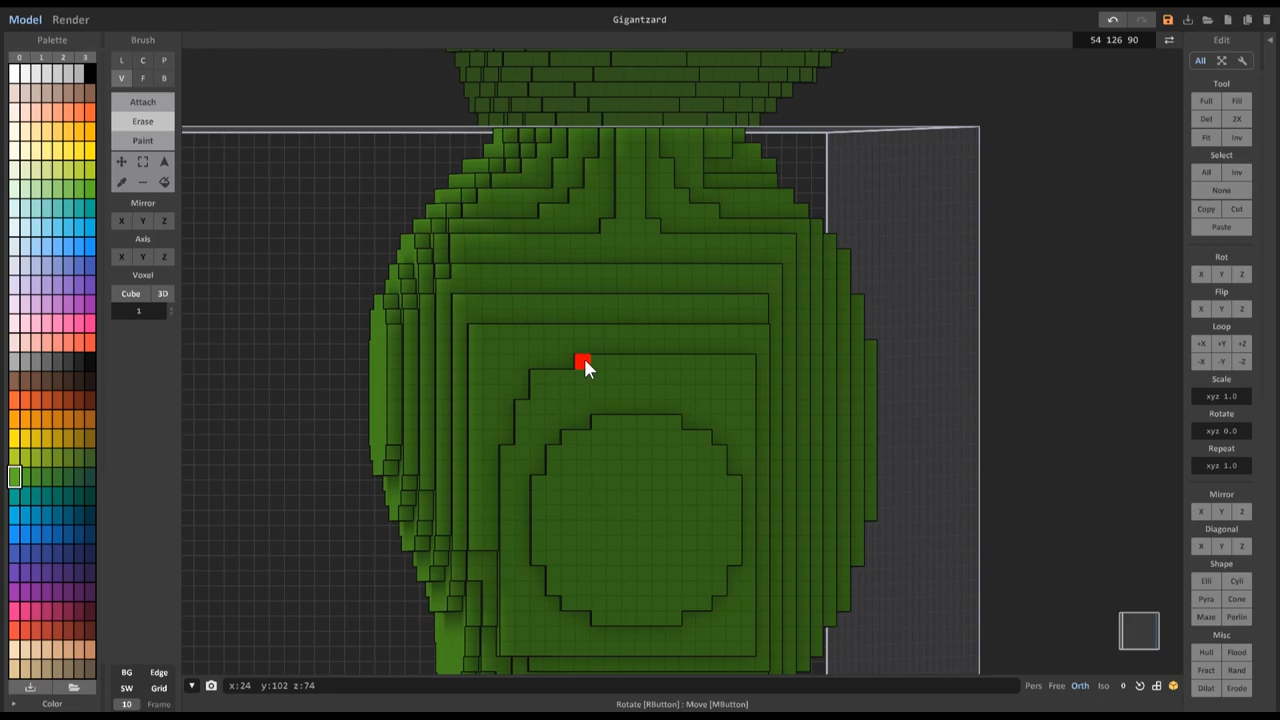 Model Render
Gigantzard
Palette
0 1 2 3
Color
Brush
L C P
V F B
Attach
Erase
Paint
Mirror
X Y Z
Axis
X Y Z
Voxel
Cube 3D
1
BG Edge
SW Grid
10 Frame
54 126 90
x:24 y:102 z:74
Pers Free Orth Iso 0
Rotate [RButton] : Move [MButton]
Edit
All
Tool
Full Fill
Del 2X
Fit Inv
Select
All Inv
None
Copy Cut
Paste
Rot
X Y Z
Flip
X Y Z
Loop
+X +Y +Z
-X -Y -Z
Scale
xyz 1.0
Rotate
xyz 0.0
Repeat
xyz 1.0
Mirror
X Y Z
Diagonal
X Y Z
Shape
Elli Cyli
Pyra Cone
Maze Perlin
Misc
Hull Flood
Fract Rand
Dilat Erode